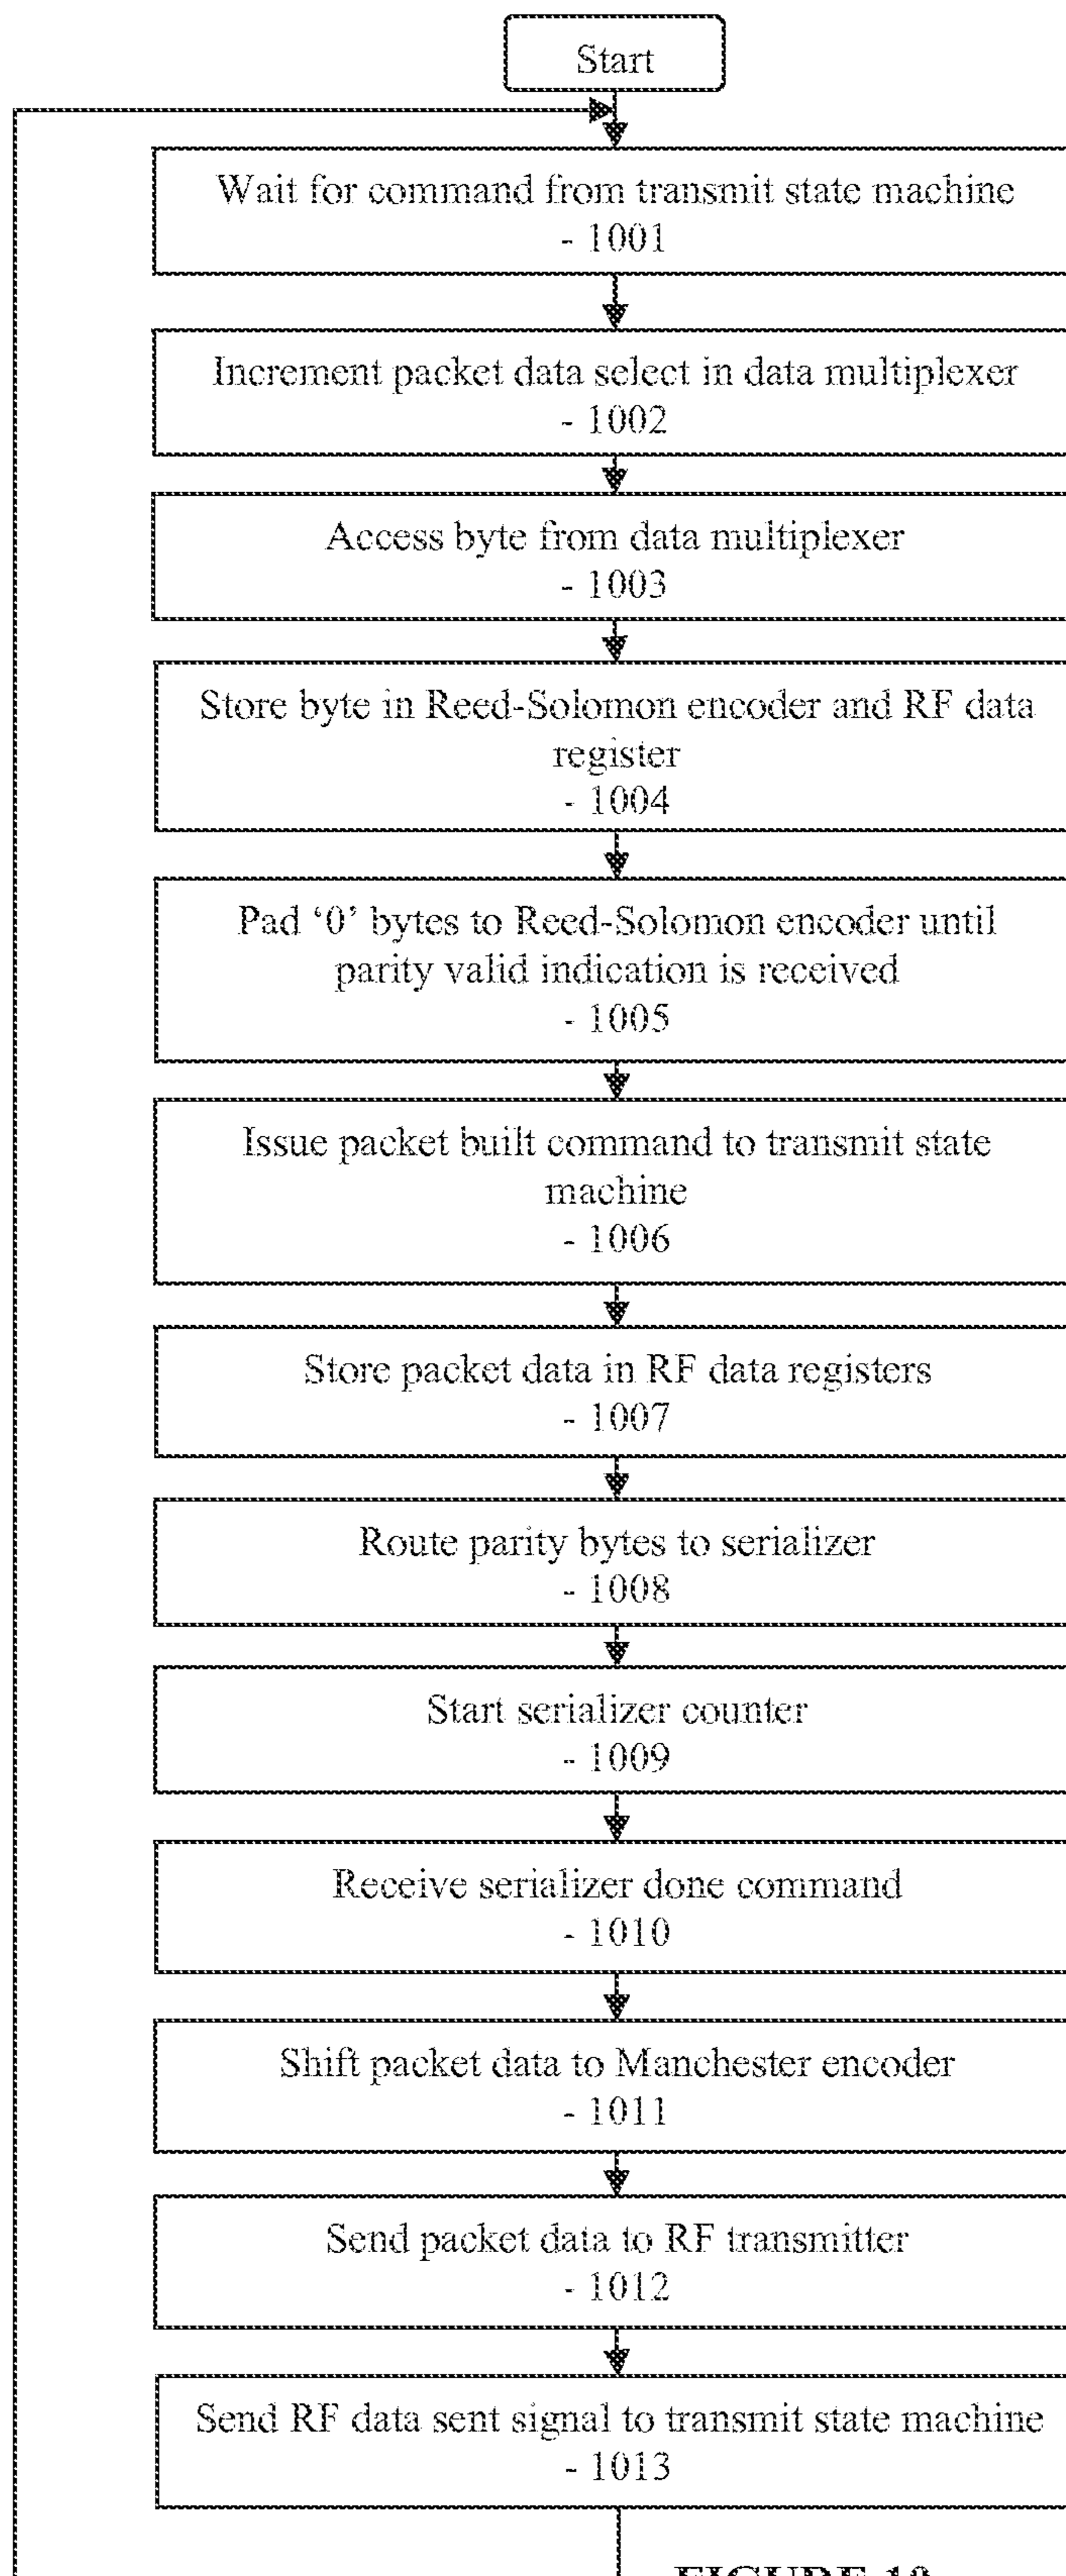 Start
Wait for command from transmit state machine
- 1001
Increment packet data select in data multiplexer
- 1002
Access byte from data multiplexer
- 1003
Store byte in Reed-Solomon encoder and RF data
register
- 1004
Pad ‘0’ bytes to Reed-Solomon encoder until
parity valid indication is received
- 1005
Issue packet built command to transmit state
machine
- 1006
Store packet data in RF data registers
- 1007
Route parity bytes to serializer
- 1008
Start serializer counter
- 1009
Receive serializer done command
- 1010
Shift packet data to Manchester encoder
- 1011
Send packet data to RF transmitter
- 1012
Send RF data sent signal to transmit state machine
- 1013